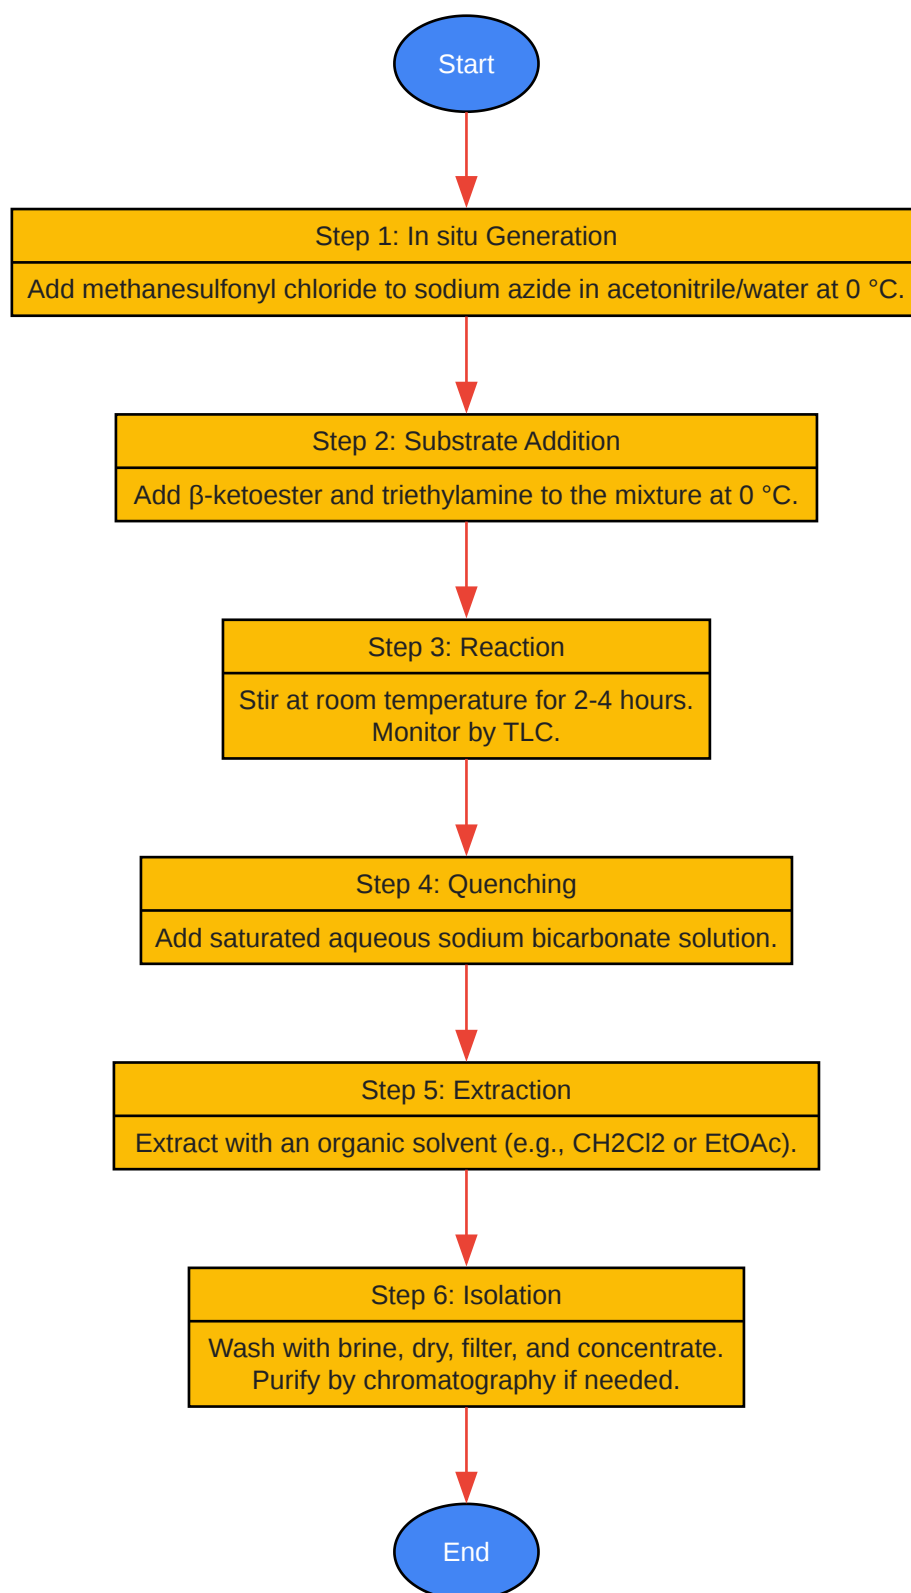 Start
Step 1: In situ Generation
Add methanesulfonyl chloride to sodium azide in acetonitrile/water at 0 °C.
Step 2: Substrate Addition
Add β-ketoester and triethylamine to the mixture at 0 °C.
Step 3: Reaction
Stir at room temperature for 2-4 hours.
Monitor by TLC.
Step 4: Quenching
Add saturated aqueous sodium bicarbonate solution.
Step 5: Extraction
Extract with an organic solvent (e.g., CH2Cl2 or EtOAc).
Step 6: Isolation
Wash with brine, dry, filter, and concentrate.
Purify by chromatography if needed.
End